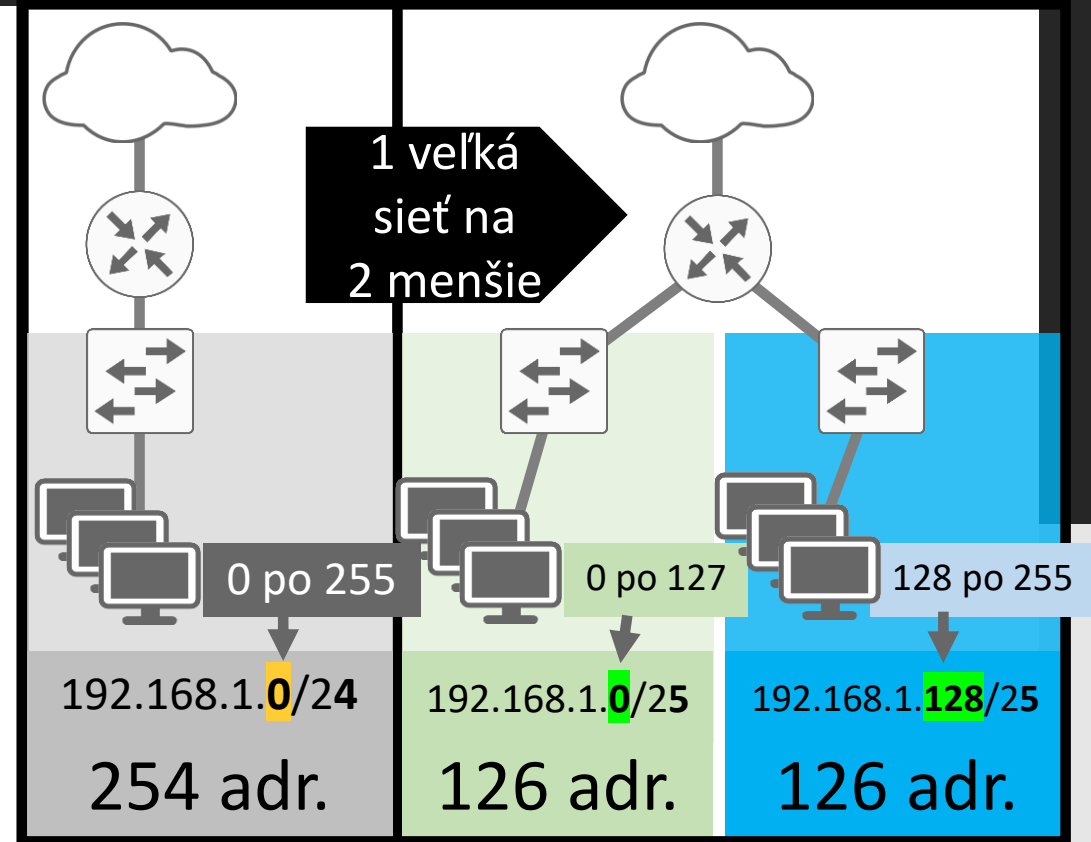 1 veľká
sieť na
2 menšie
0 po 255
0 po 127
128 po 255
192.168.1.0/24
192.168.1.0/25
192.168.1.128/25
254 adr.
126 adr.
126 adr.